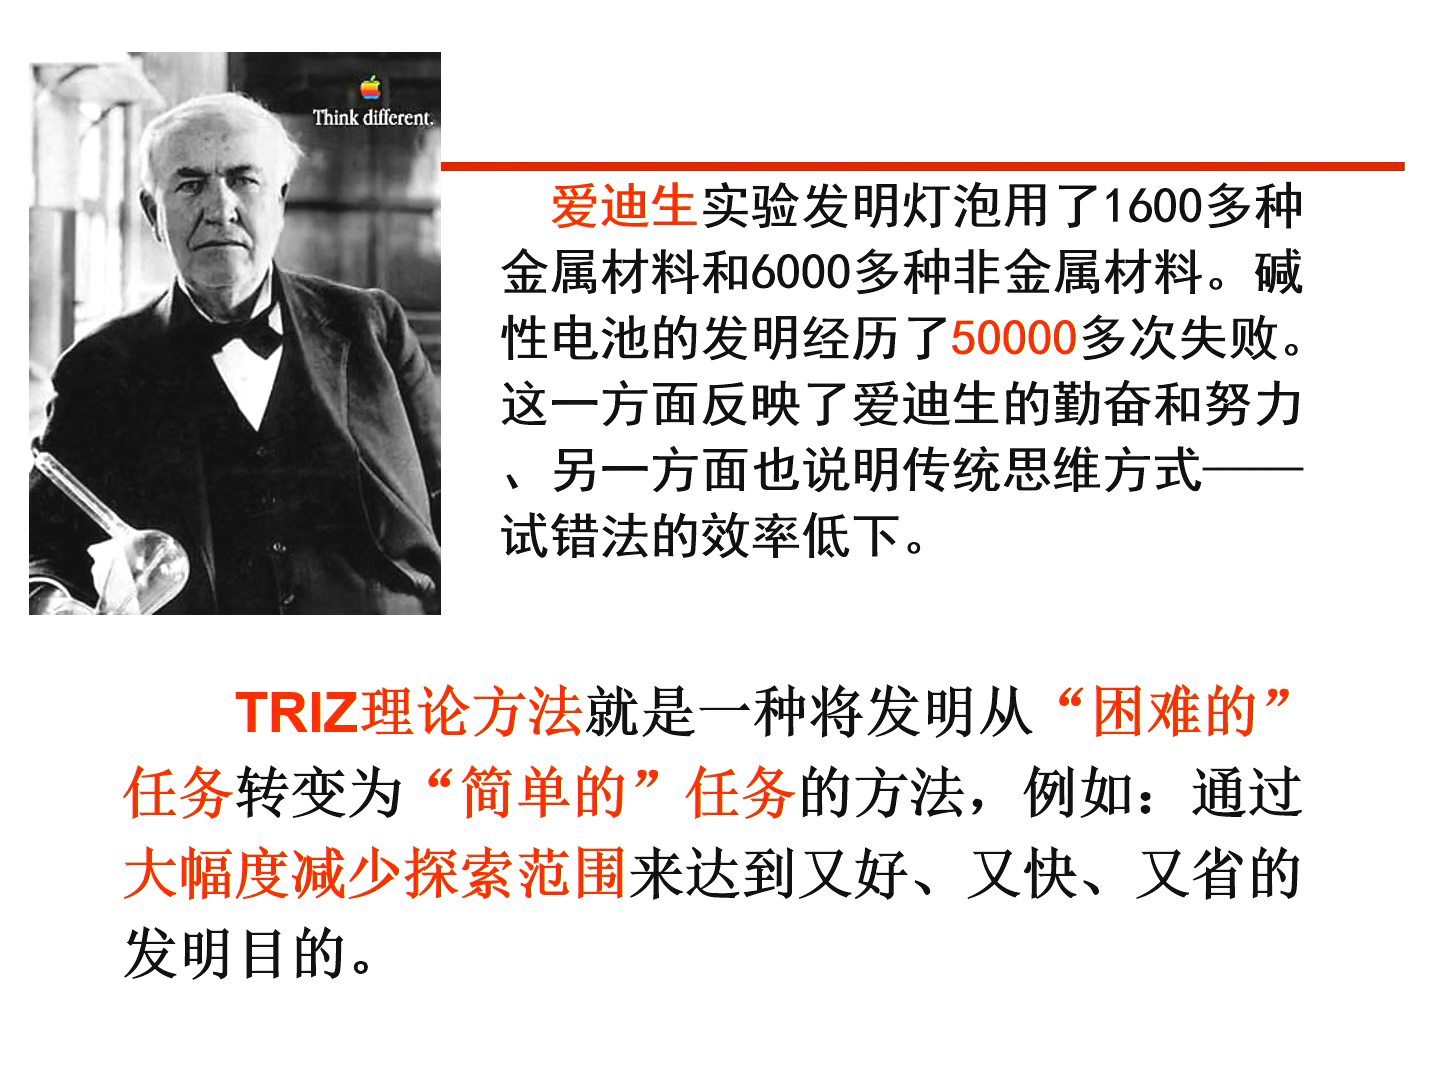 Think different.
爱迪生实验发明灯泡用了1600多种
金属材料和6000多种非金属材料。碱
性电池的发明经历了50000多次失败。
这一方面反映了爱迪生的勤奋和努力
、另一方面也说明传统思维方式——
试错法的效率低下。
TRIZ理论方法就是一种将发明从“困难的”
任务转变为“简单的”任务的方法，例如：通过
大幅度减少探索范围来达到又好、又快、又省的
发明目的。